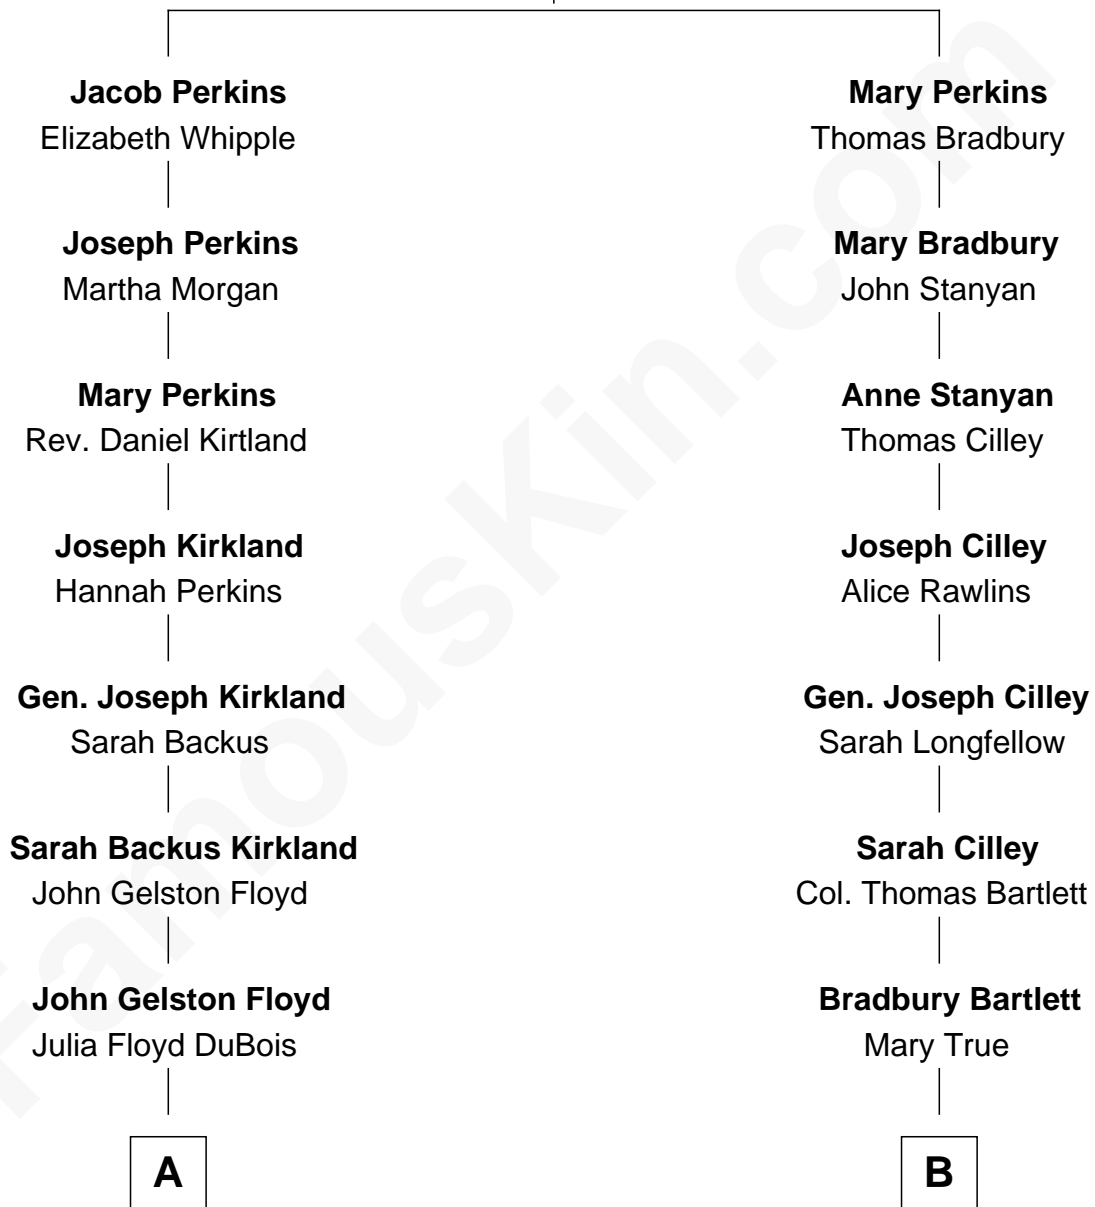 Jacob Perkins
Elizabeth Whipple
Joseph Perkins
Martha Morgan
Mary Perkins
Rev. Daniel Kirtland
Joseph Kirkland
Hannah Perkins
Gen. Joseph Kirkland
Sarah Backus
Sarah Backus Kirkland
John Gelston Floyd
John Gelston Floyd
Julia Floyd DuBois
A
Mary Perkins
Thomas Bradbury
Mary Bradbury
John Stanyan
Anne Stanyan
Thomas Cilley
Joseph Cilley
Alice Rawlins
Gen. Joseph Cilley
Sarah Longfellow
Sarah Cilley
Col. Thomas Bartlett
Bradbury Bartlett
Mary True
B
FamousKin.com